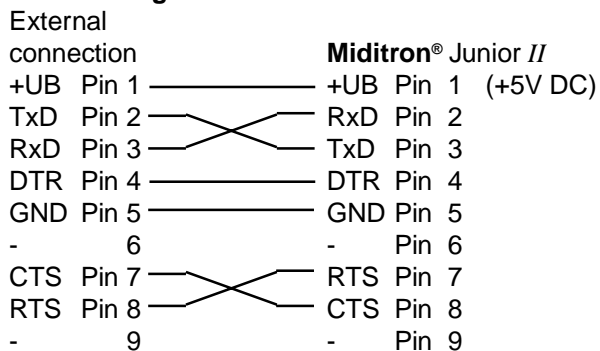 External
connection Miditron® Junior II
+UB Pin 1 +UB Pin 1 (+5V DC)
TxD Pin 2 RxD Pin 2
RxD Pin 3 TxD Pin 3
DTR Pin 4 DTR Pin 4
GND Pin 5 GND Pin 5
- 6 - Pin 6
CTS Pin 7 RTS Pin 7
RTS Pin 8 CTS Pin 8
- 9 - Pin 9